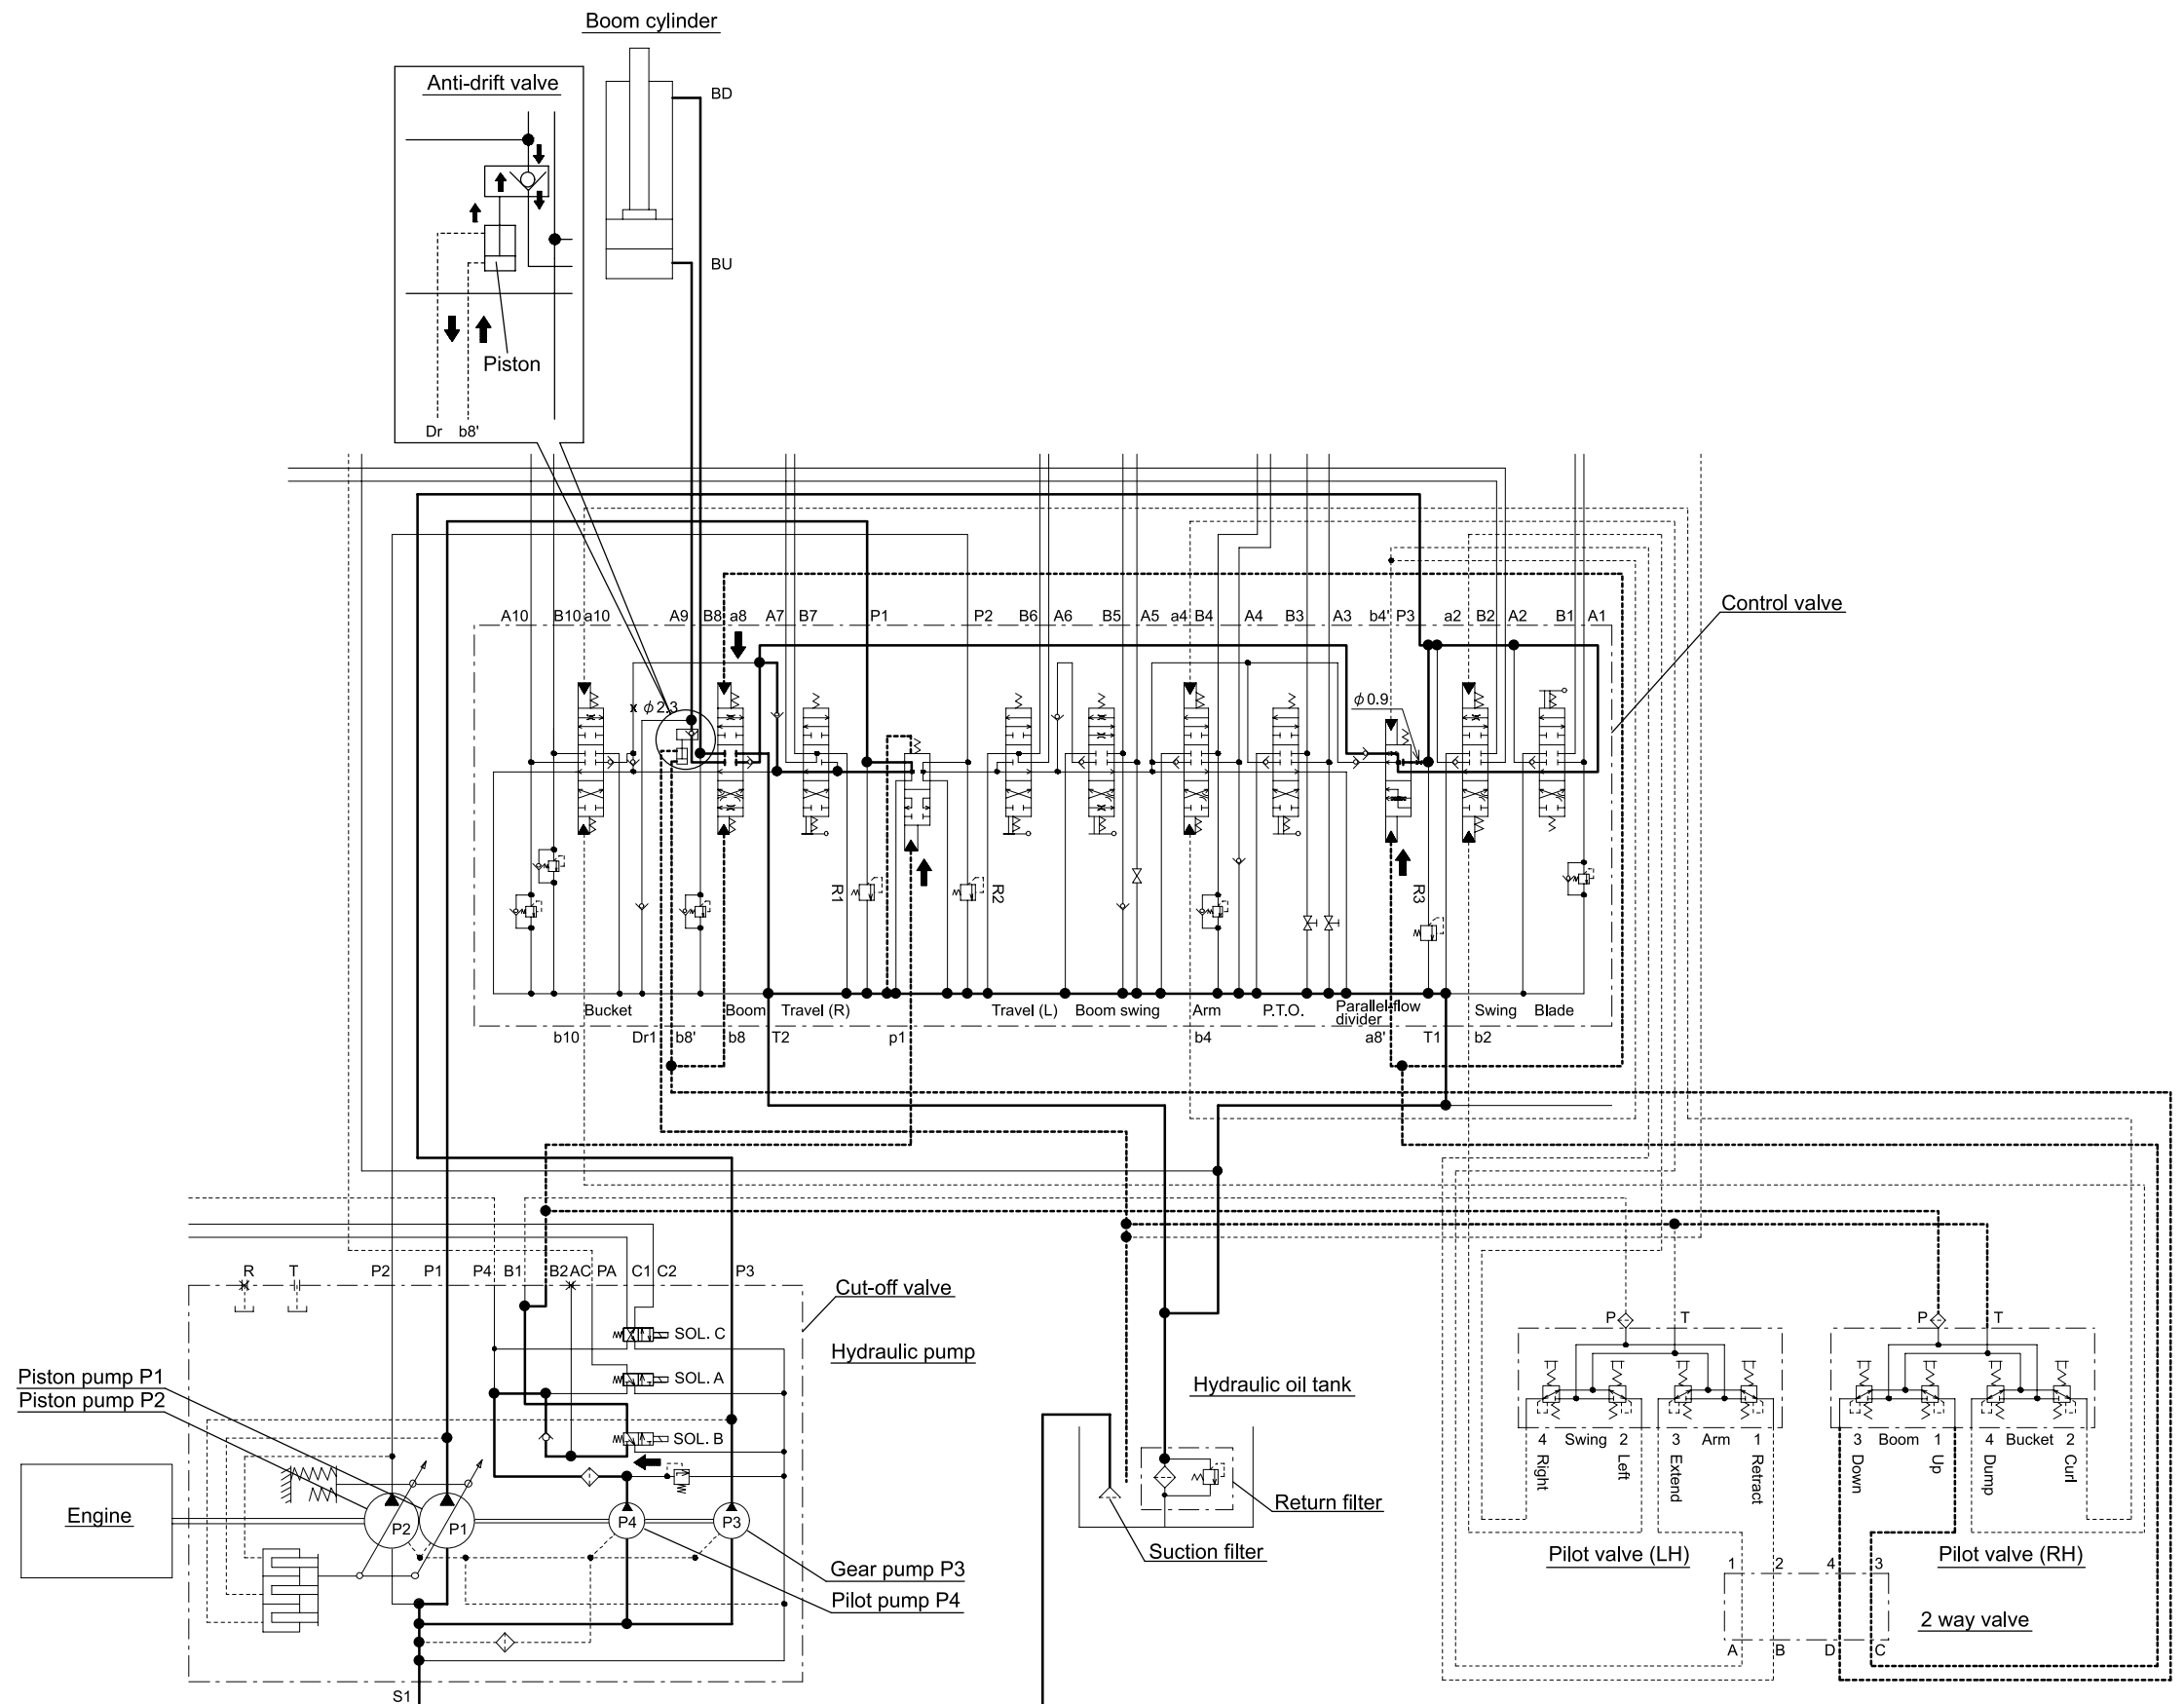 Boom cylinder
Anti-drift valve
BD
BU
Piston
Dr b8'
Control valve
A10 B10 a10 A9 B8 a8 A7 B7 P1 P2 B6 A6 B5 A5 a4 B4 A4 B3 A3 b4' P3 a2 B2 A2 B1 A1
x ϕ2.3
ϕ0.9
R1
R2
R3
Bucket Boom Travel (R) Travel (L) Boom swing Arm P.T.O. Parallel-flow
divider
Swing Blade
b10 Dr1 b8' b8 T2 p1 b4 a8' T1 b2
R T P2 P1 P4 B1 B2 AC PA C1 C2 P3
Cut-off valve
SOL. C
Hydraulic pump
SOL. A
SOL. B
Piston pump P1
Piston pump P2
Engine
P2 P1 P4 P3
Gear pump P3
Pilot pump P4
S1
Hydraulic oil tank
Return filter
Suction filter
P T
P T
4 Swing 2 3 Arm 1
Right Left Extend Retract
3 Boom 1 4 Bucket 2
Down Up Dump Curl
Pilot valve (LH)
Pilot valve (RH)
1 2 4 3
2 way valve
A B D C